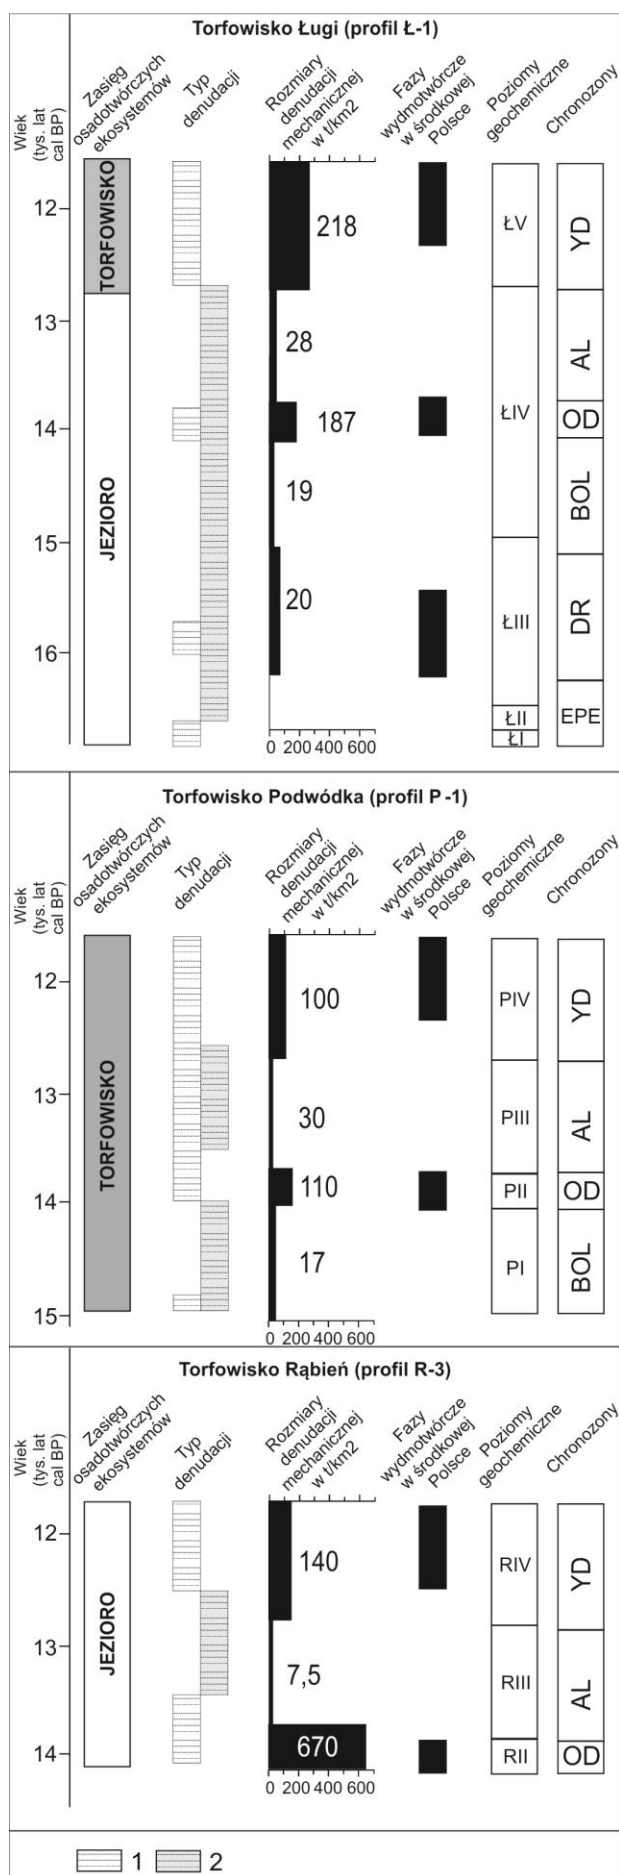 Torfowisko Ługi (profil Ł-1)
Wiek
(tys. lat
cal BP)
Zasięg
osadotwórczych
ekosystemów
Typ
denudacji
Rozmiary
denudacji
mechanicznej
w t/km2
Fazy
wydmotwórcze
w środkowej
Polsce
Poziomy
geochemiczne
Chronozony
12
13
14
15
16
TORFOWISKO
JEZIORO
218
28
187
19
20
0 200 400 600
ŁV
ŁIV
ŁIII
ŁII
ŁI
YD
AL
OD
BOL
DR
EPE
Torfowisko Podwódka (profil P-1)
Wiek
(tys. lat
cal BP)
Zasięg
osadotwórczych
ekosystemów
Typ
denudacji
Rozmiary
denudacji
mechanicznej
w t/km2
Fazy
wydmotwórcze
w środkowej
Polsce
Poziomy
geochemiczne
Chronozony
12
13
14
15
TORFOWISKO
100
30
110
17
0 200 400 600
PIV
PIII
PII
PI
YD
AL
OD
BOL
Torfowisko Rąbień (profil R-3)
Wiek
(tys. lat
cal BP)
Zasięg
osadotwórczych
ekosystemów
Typ
denudacji
Rozmiary
denudacji
mechanicznej
w t/km2
Fazy
wydmotwórcze
w środkowej
Polsce
Poziomy
geochemiczne
Chronozony
12
13
14
JEZIORO
140
7,5
670
0 200 400 600
RIV
RIII
RII
YD
AL
OD
1 2